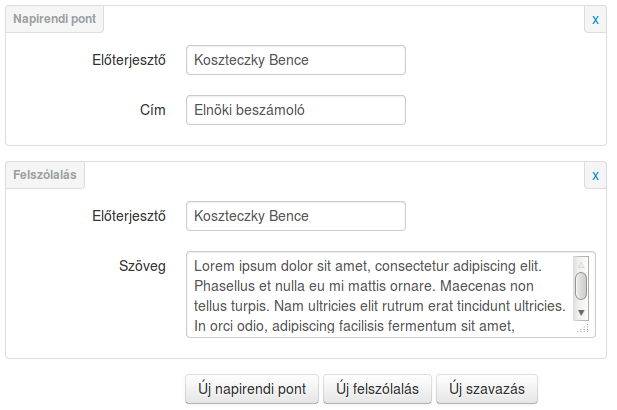 Napirendi pont x
Előterjesztő Koszteczky Bence
Cím Elnöki beszámoló
Felszólalás x
Előterjesztő Koszteczky Bence
Szöveg Lorem ipsum dolor sit amet, consectetur adipiscing elit.
Phasellus et nulla eu mi mattis ornare. Maecenas non
tellus turpis. Nam ultricies elit rutrum erat tincidunt ultricies.
In orci odio, adipiscing facilisis fermentum sit amet,
Új napirendi pont Új felszólalás Új szavazás